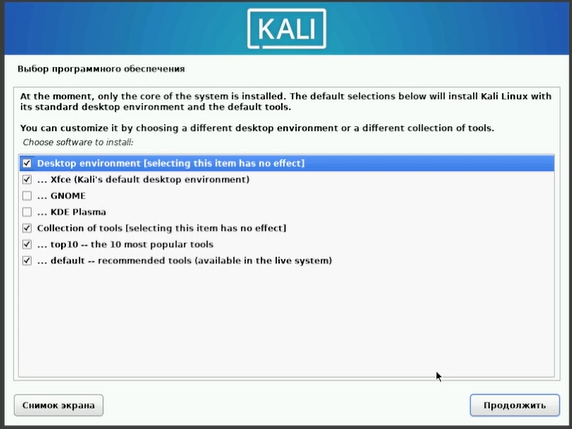 KALI
Выбор программного обеспечения
At the moment, only the core of the system is installed. The default selections below will install Kali Linux with
its standard desktop environment and the default tools.
You can customize it by choosing a different desktop environment or a different collection of tools.
Choose software to install:
Desktop environment [selecting this item has no effect]
... Xfce (Kali's default desktop environment)
... GNOME
... KDE Plasma
Collection of tools [selecting this item has no effect]
... top10 -- the 10 most popular tools
... default -- recommended tools (available in the live system)
Снимок экрана
Продолжить